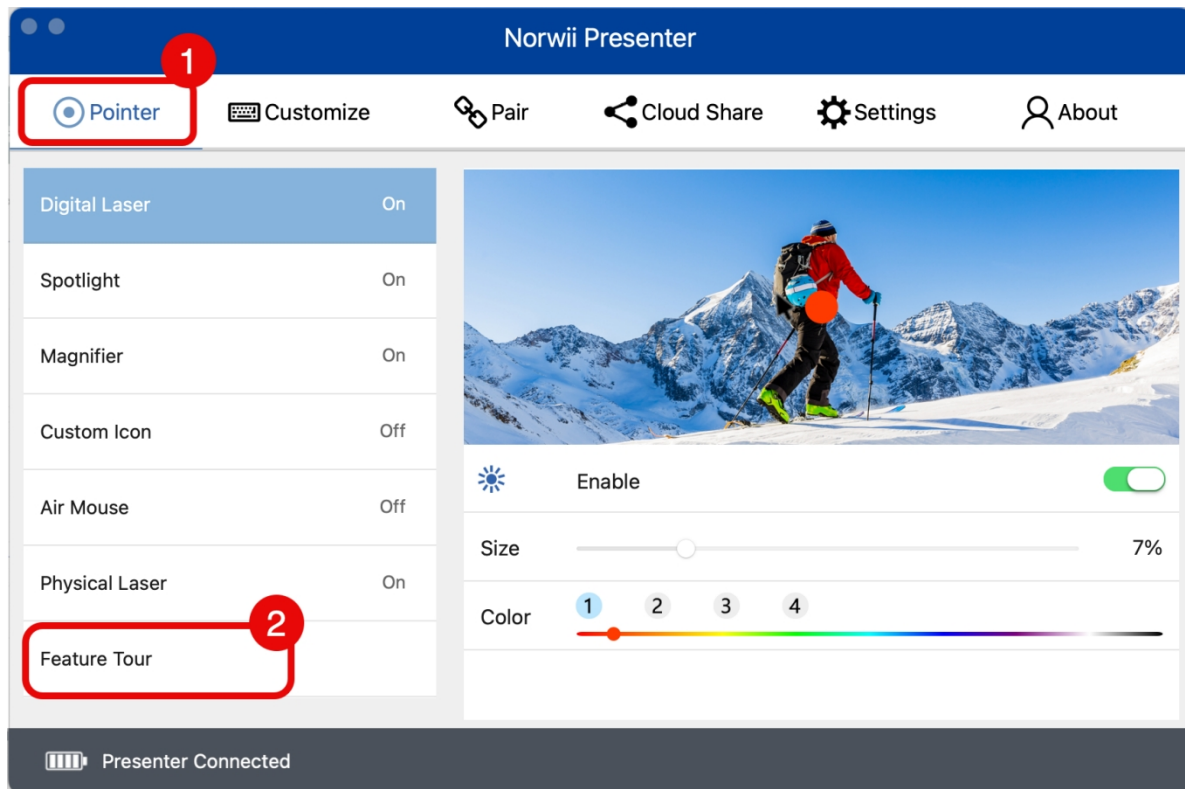 Norwii Presenter
1
Pointer Customize Pair Cloud Share Settings About
Digital Laser On
Spotlight On
Magnifier On
Custom Icon Off
Air Mouse Off
Physical Laser On
2
Feature Tour
Enable
Size 7%
Color 1 2 3 4
Presenter Connected